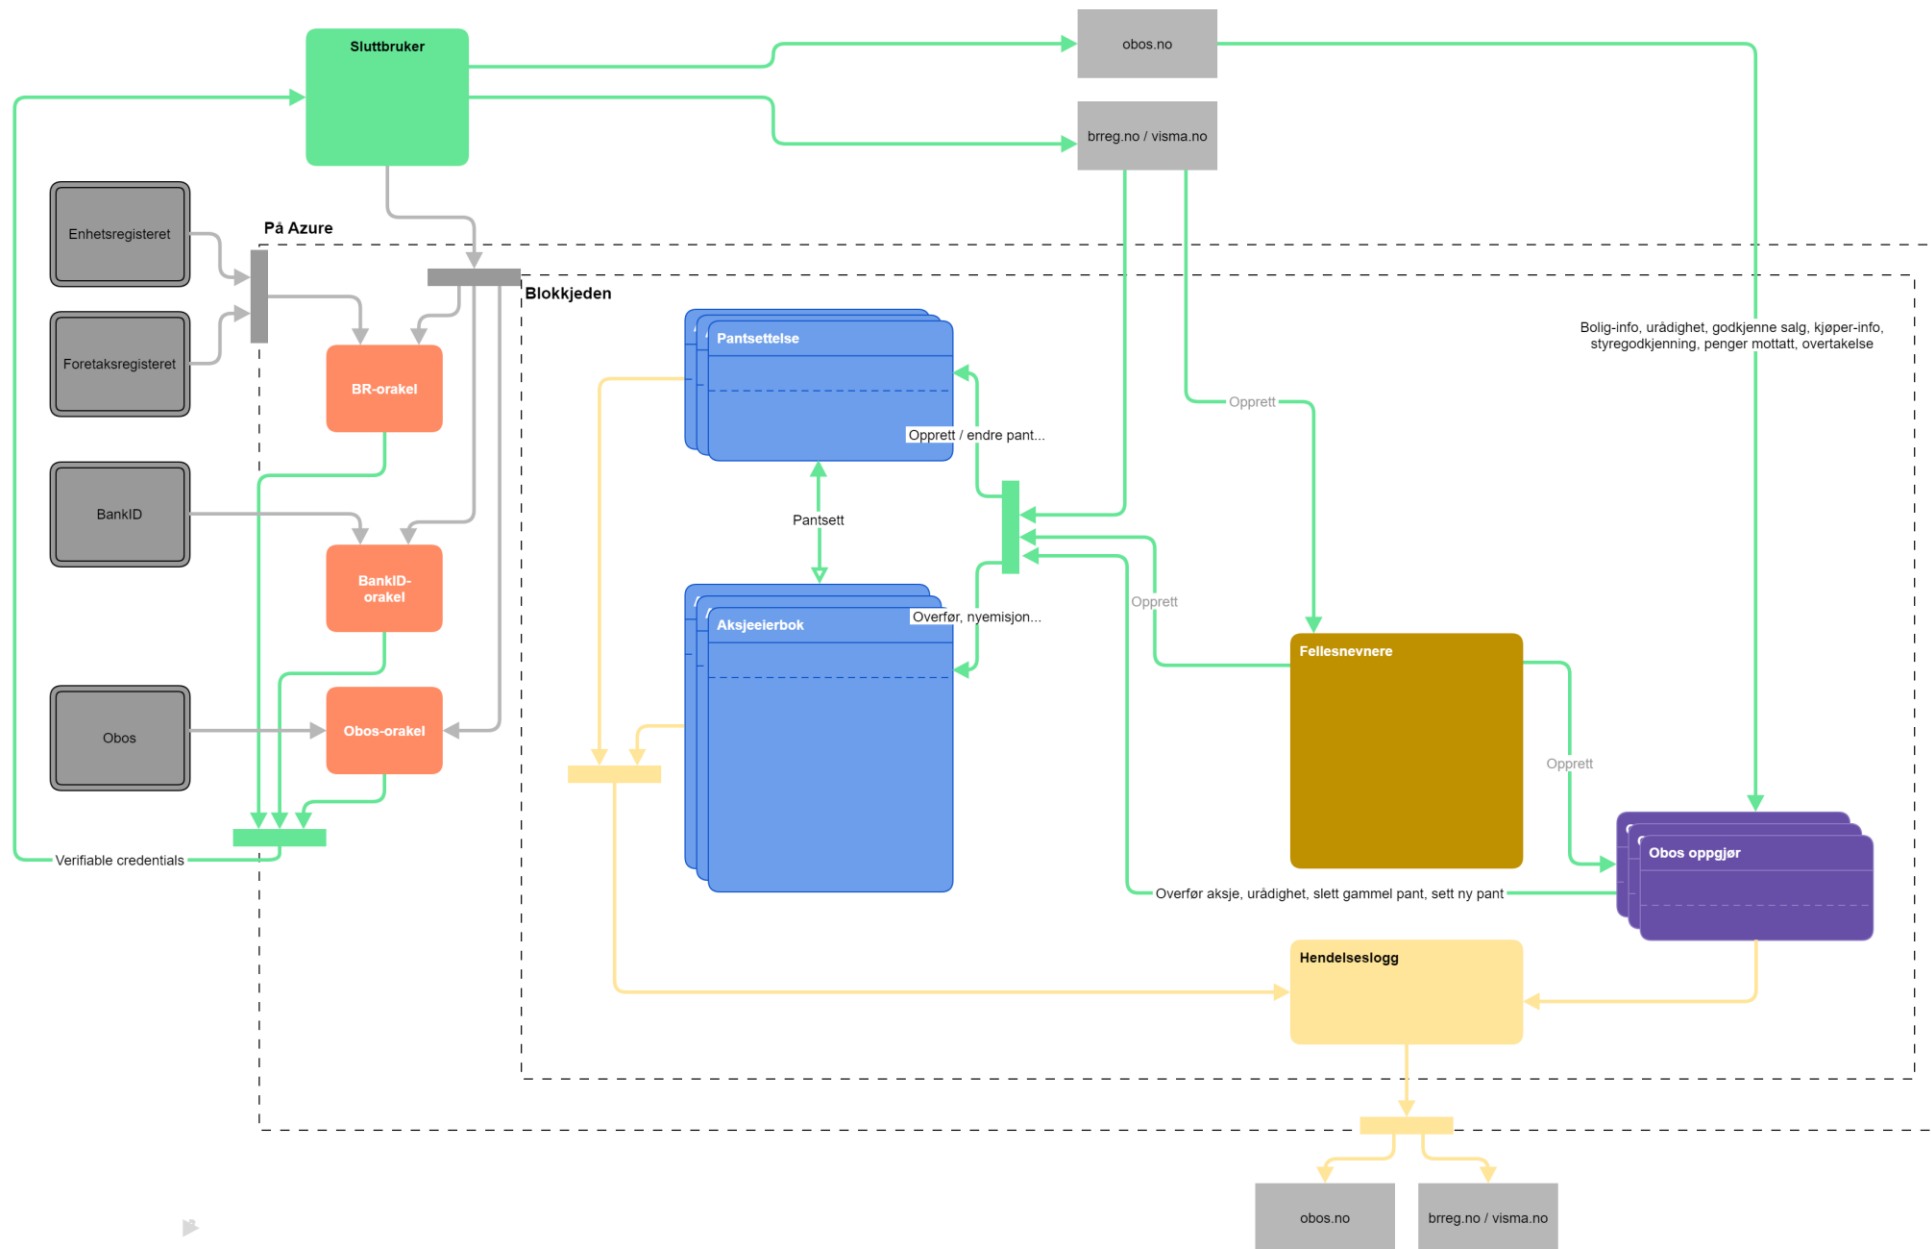 Sluttbruker
obos.no
brreg.no / visma.no
Enhetsregisteret
På Azure
Blokkjeden
Foretaksregisteret
BR-orakel
Pantsettelse
Bolig-info, urådighet, godkjenne salg, kjøper-info,
styregodkjenning, penger mottatt, overtakelse
Opprett
Opprett / endre pant...
BankID
Pantsett
BankID-
orakel
Opprett
Overfør, nyemisjon...
Aksjeeierbok
Fellesnevnere
Obos
Obos-orakel
Opprett
Verifiable credentials
Obos oppgjør
Overfør aksje, urådighet, slett gammel pant, sett ny pant
Hendelseslogg
obos.no
brreg.no / visma.no